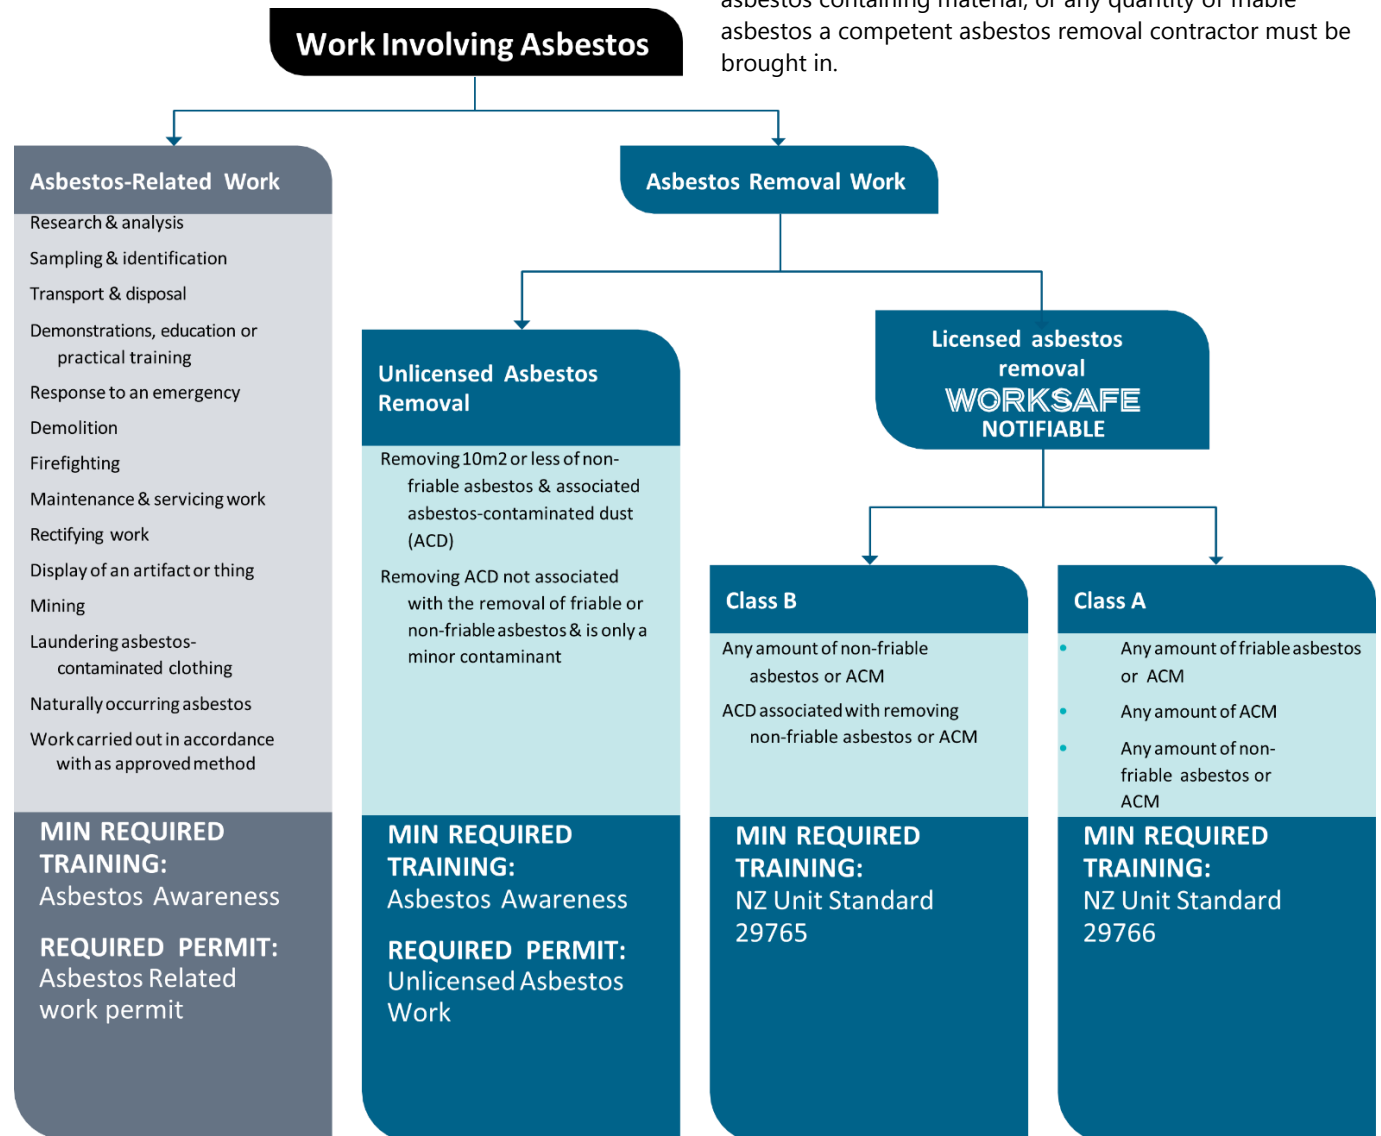 asbestos containing material, or any quantity of friable
asbestos a competent asbestos removal contractor must be
brought in.
Work Involving Asbestos
Asbestos-Related Work
Research & analysis
Sampling & identification
Transport & disposal
Demonstrations, education or
practical training
Response to an emergency
Demolition
Firefighting
Maintenance & servicing work
Rectifying work
Display of an artifact or thing
Mining
Laundering asbestos-
contaminated clothing
Naturally occurring asbestos
Work carried out in accordance
with as approved method
MIN REQUIRED
TRAINING:
Asbestos Awareness
REQUIRED PERMIT:
Asbestos Related
work permit
Asbestos Removal Work
Unlicensed Asbestos
Removal
Removing 10m2 or less of non-
friable asbestos & associated
asbestos-contaminated dust
(ACD)
Removing ACD not associated
with the removal of friable or
non-friable asbestos & is only a
minor contaminant
MIN REQUIRED
TRAINING:
Asbestos Awareness
REQUIRED PERMIT:
Unlicensed Asbestos
Work
Licensed asbestos
removal
WORKSAFE
NOTIFIABLE
Class B
Any amount of non-friable
asbestos or ACM
ACD associated with removing
non-friable asbestos or ACM
MIN REQUIRED
TRAINING:
NZ Unit Standard
29765
Class A
• Any amount of friable asbestos
or ACM
• Any amount of ACM
• Any amount of non-
friable asbestos or
ACM
MIN REQUIRED
TRAINING:
NZ Unit Standard
29766